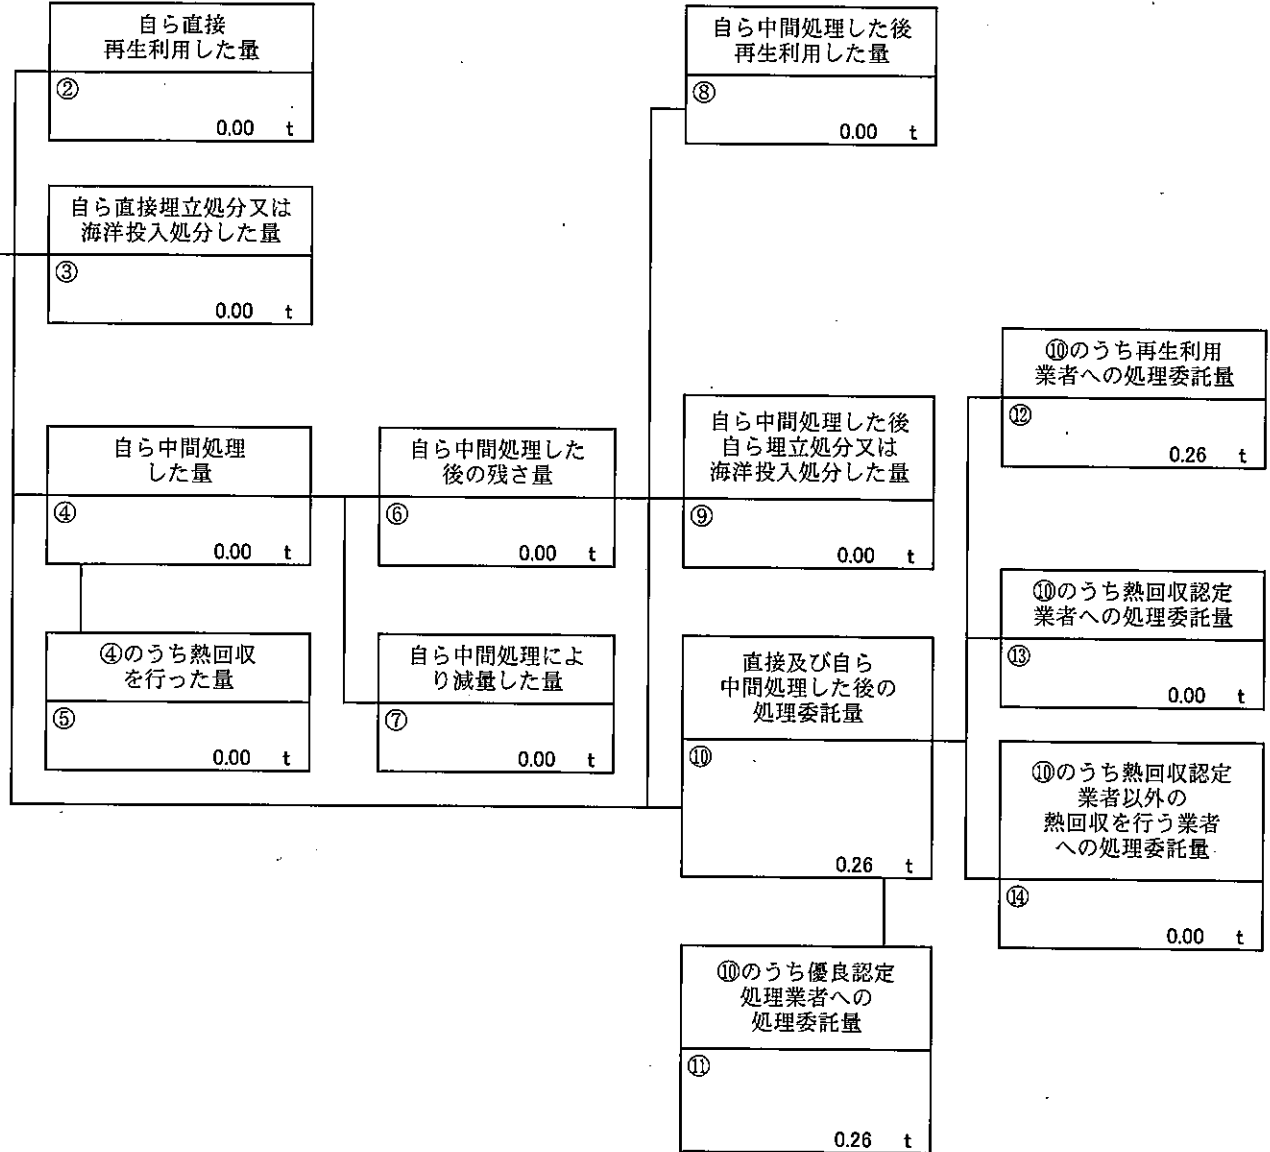 自ら直接
再生利用した量
②
0.00 t
自ら中間処理した後
再生利用した量
⑧
0.00 t
自ら直接埋立処分又は
海洋投入処分した量
③
0.00 t
⑩のうち再生利用
業者への処理委託量
⑫
0.26 t
自ら中間処理
した量
④
0.00 t
自ら中間処理した
後の残さ量
⑥
0.00 t
自ら中間処理した後
自ら埋立処分又は
海洋投入処分した量
⑨
0.00 t
⑩のうち熱回収認定
業者への処理委託量
⑬
0.00 t
④のうち熱回収
を行った量
⑤
0.00 t
自ら中間処理によ
り減量した量
⑦
0.00 t
直接及び自ら
中間処理した後の
処理委託量
⑩
0.26 t
⑩のうち熱回収認定
業者以外の
熱回収を行う業者
への処理委託量
⑭
0.00 t
⑩のうち優良認定
処理業者への
処理委託量
⑪
0.26 t